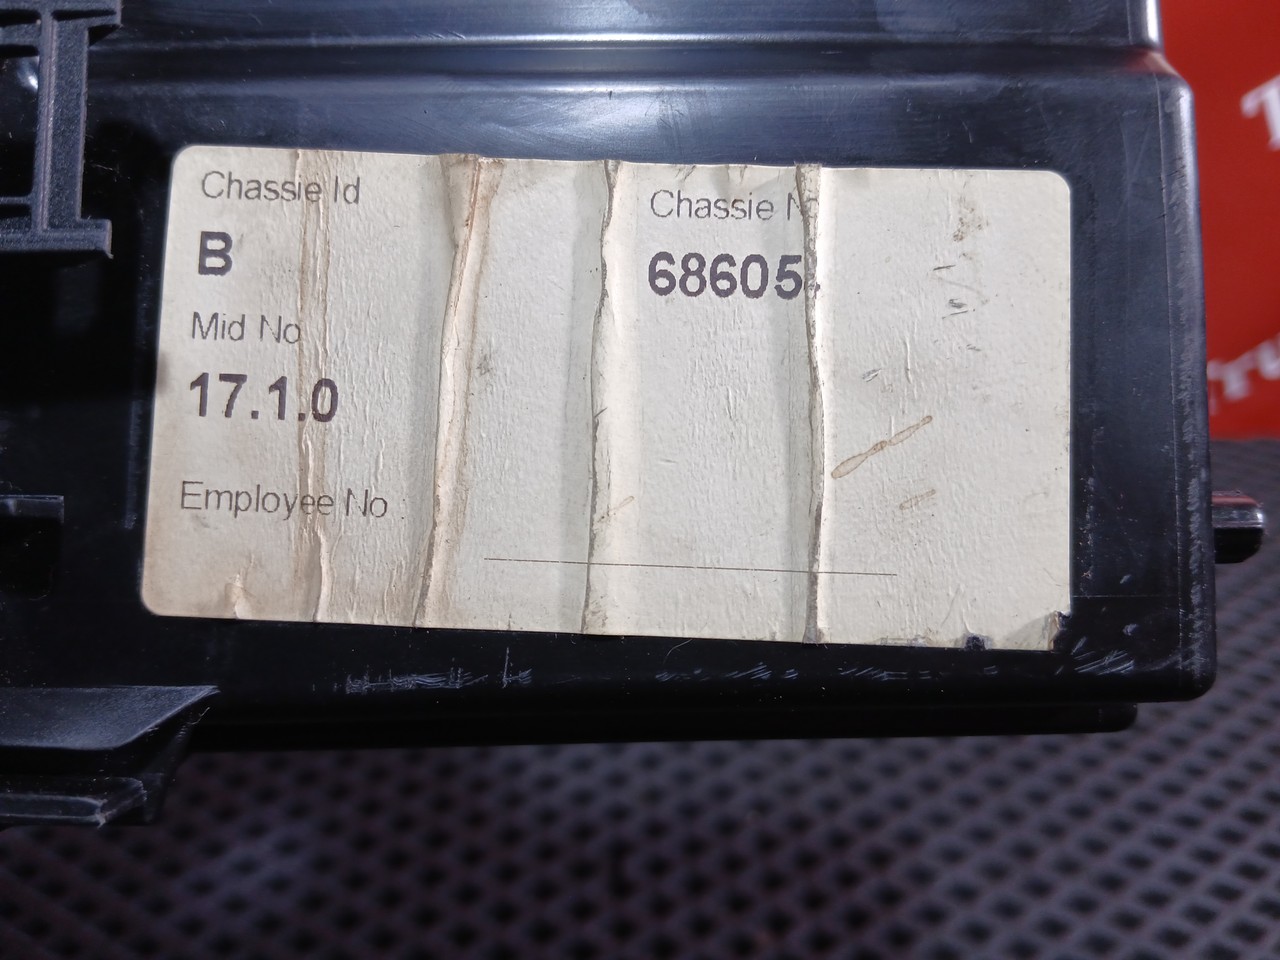 Chassie Id
B
Mid No
17.1.0
Employee No
Chassie
68605